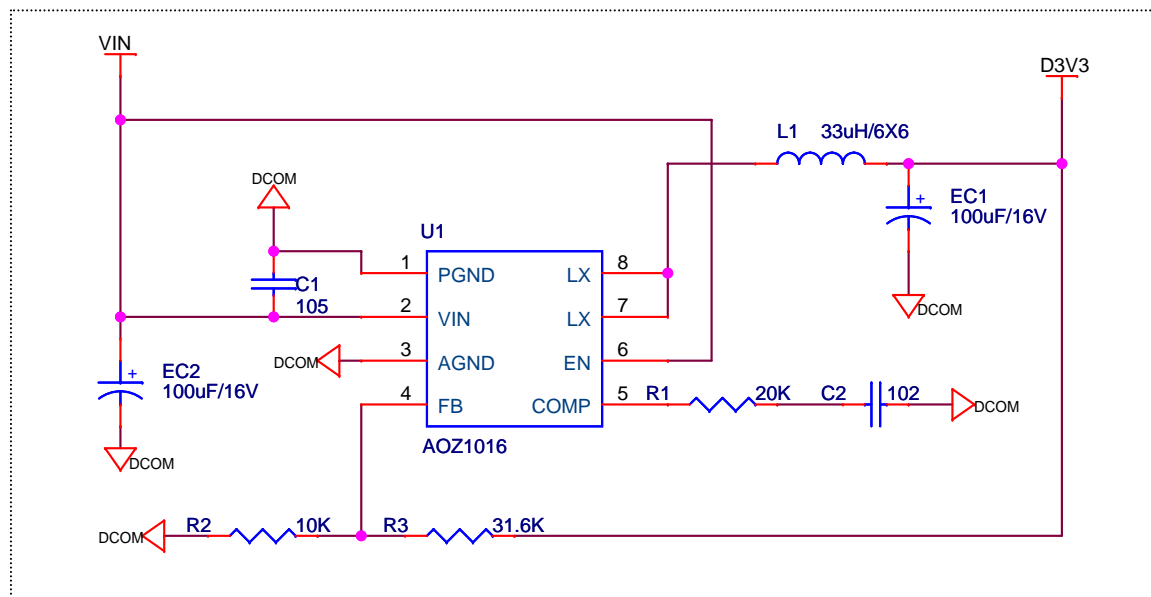 VIN
D3V3
L1 33uH/6X6
DCOM
EC1
100uF/16V
U1
1 PGND LX 8
C1
105
2 VIN LX 7
DCOM
DCOM 3 AGND EN 6
EC2
100uF/16V
4 FB COMP 5 R1 20K C2 102 DCOM
AOZ1016
DCOM
DCOM R2 10K R3 31.6K
+
+